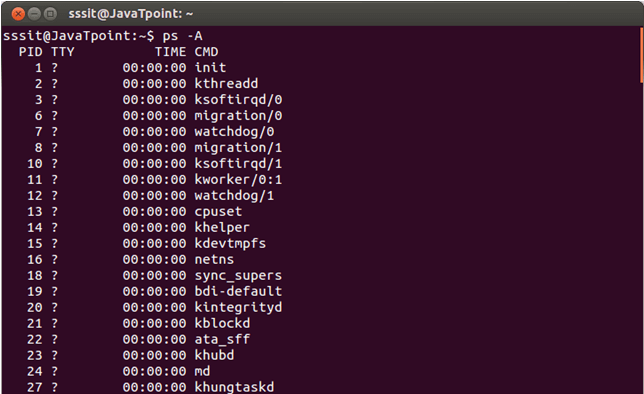 sssit@JavaTpoint: ~
sssit@JavaTpoint:~$ ps -A
  PID TTY          TIME CMD
    1 ?        00:00:00 init
    2 ?        00:00:00 kthreadd
    3 ?        00:00:00 ksoftirqd/0
    6 ?        00:00:00 migration/0
    7 ?        00:00:00 watchdog/0
    8 ?        00:00:00 migration/1
   10 ?        00:00:00 ksoftirqd/1
   11 ?        00:00:00 kworker/0:1
   12 ?        00:00:00 watchdog/1
   13 ?        00:00:00 cpuset
   14 ?        00:00:00 khelper
   15 ?        00:00:00 kdevtmpfs
   16 ?        00:00:00 netns
   18 ?        00:00:00 sync_supers
   19 ?        00:00:00 bdi-default
   20 ?        00:00:00 kintegrityd
   21 ?        00:00:00 kblockd
   22 ?        00:00:00 ata_sff
   23 ?        00:00:00 khubd
   24 ?        00:00:00 md
   27 ?        00:00:00 khungtaskd